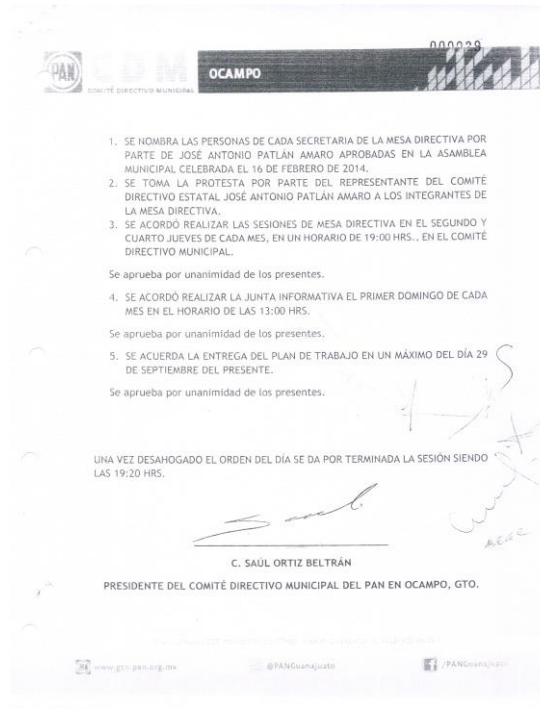 000029
PAN
CDM
COMITÉ DIRECTIVO MUNICIPAL
OCAMPO
1. SE NOMBRA LAS PERSONAS DE CADA SECRETARIA DE LA MESA DIRECTIVA POR
PARTE DE JOSÉ ANTONIO PATLÁN AMARO APROBADAS EN LA ASAMBLEA
MUNICIPAL CELEBRADA EL 16 DE FEBRERO DE 2014.
2. SE TOMA LA PROTESTA POR PARTE DEL REPRESENTANTE DEL COMITÉ
DIRECTIVO ESTATAL JOSÉ ANTONIO PATLÁN AMARO A LOS INTEGRANTES DE
LA MESA DIRECTIVA.
3. SE ACORDÓ REALIZAR LAS SESIONES DE MESA DIRECTIVA EN EL SEGUNDO Y
CUARTO JUEVES DE CADA MES, EN UN HORARIO DE 19:00 HRS., EN EL COMITÉ
DIRECTIVO MUNICIPAL.
Se aprueba por unanimidad de los presentes.
4. SE ACORDÓ REALIZAR LA JUNTA INFORMATIVA EL PRIMER DOMINGO DE CADA
MES EN EL HORARIO DE LAS 13:00 HRS.
Se aprueba por unanimidad de los presentes.
5. SE ACUERDA LA ENTREGA DEL PLAN DE TRABAJO EN UN MÁXIMO DEL DÍA 29
DE SEPTIEMBRE DEL PRESENTE.
Se aprueba por unanimidad de los presentes.
UNA VEZ DESAHOGADO EL ORDEN DEL DÍA SE DA POR TERMINADA LA SESIÓN SIENDO
LAS 19:20 HRS.
C. SAÚL ORTIZ BELTRÁN
PRESIDENTE DEL COMITÉ DIRECTIVO MUNICIPAL DEL PAN EN OCAMPO, GTO.
www.gto.pan.org.mx
@PANGuanajuato
/PANGuanajuato